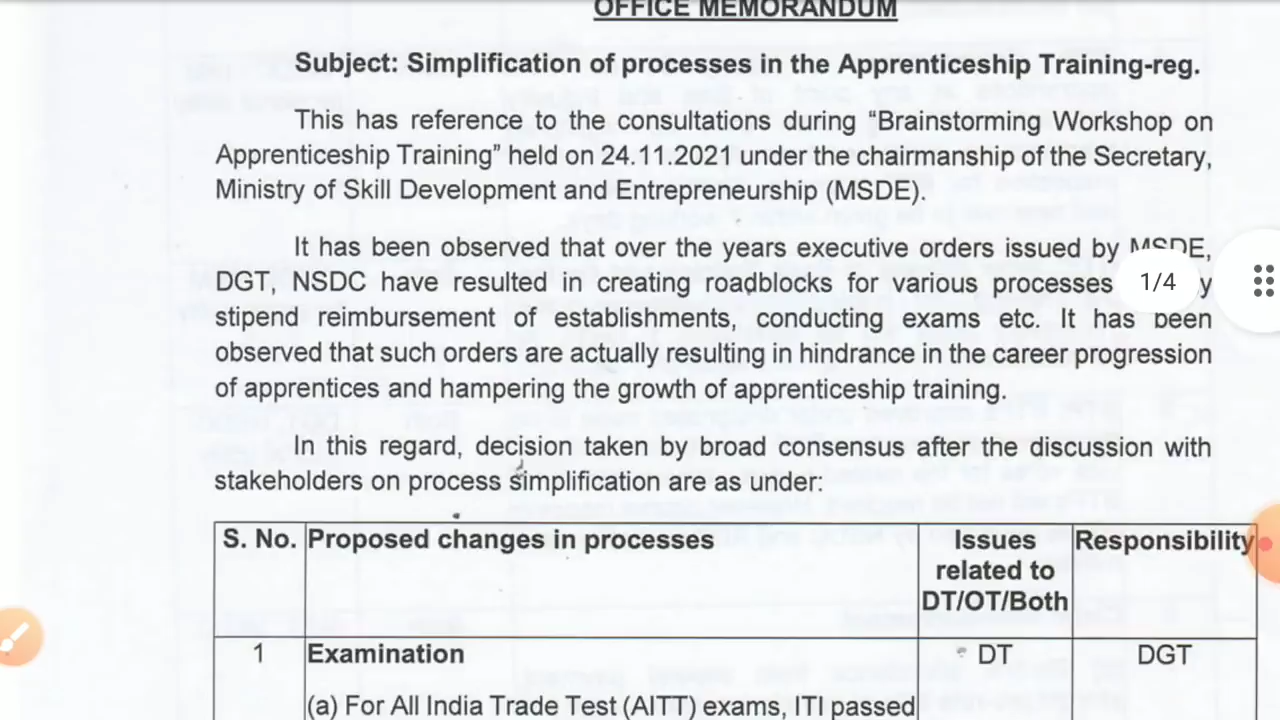 OFFICE MEMORANDUM
Subject: Simplification of processes in the Apprenticeship Training-reg.
This has reference to the consultations during “Brainstorming Workshop on
Apprenticeship Training” held on 24.11.2021 under the chairmanship of the Secretary,
Ministry of Skill Development and Entrepreneurship (MSDE).
It has been observed that over the years executive orders issued by MSDE,
DGT, NSDC have resulted in creating roadblocks for various processes
1/4
stipend reimbursement of establishments, conducting exams etc. It has been
observed that such orders are actually resulting in hindrance in the career progression
of apprentices and hampering the growth of apprenticeship training.
In this regard, decision taken by broad consensus after the discussion with
stakeholders on process simplification are as under:
S. No. Proposed changes in processes Issues Responsibility
related to
DT/OT/Both
1 Examination DT DGT
(a) For All India Trade Test (AITT) exams, ITI passed